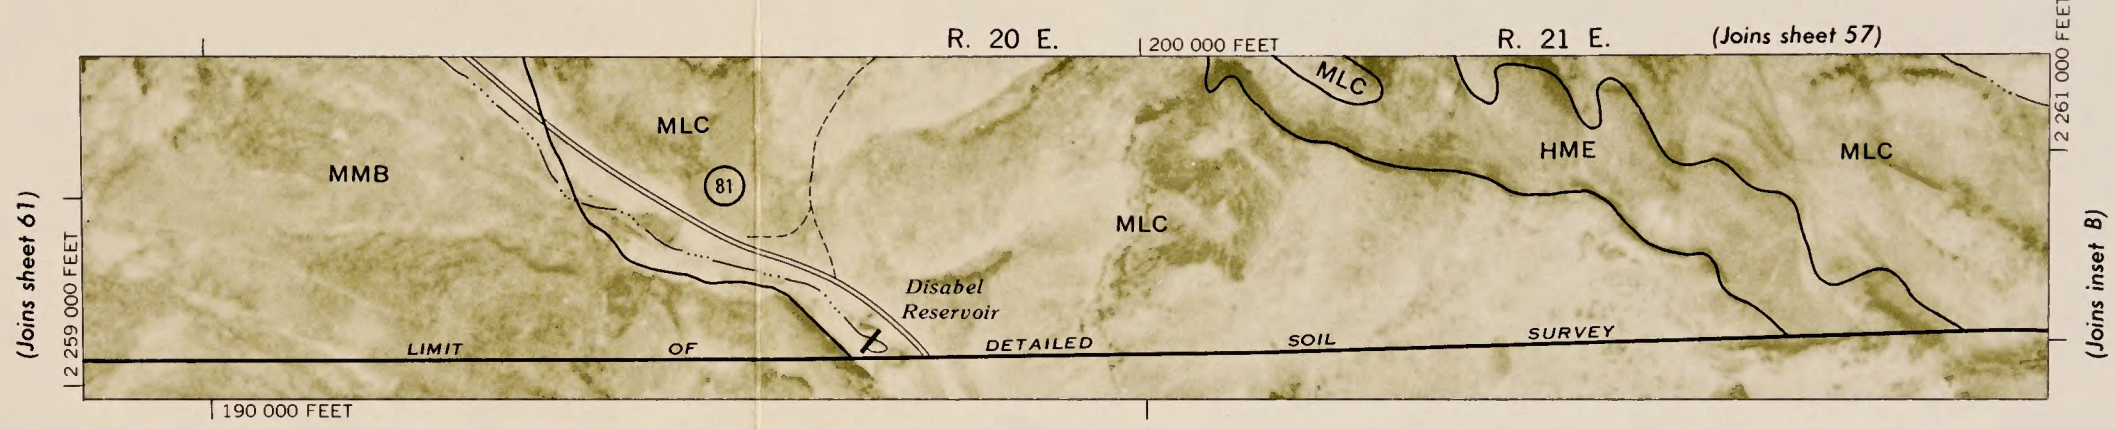 R. 20 E.
200 000 FEET
R. 21 E.
(Joins sheet 57)
2 261 000 FEET
MLC
MLC
HME
MLC
MMB
81
MLC
(Joins sheet 61)
2 259 000 FEET
(Joins inset B)
Disabel
Reservoir
LIMIT OF DETAILED SOIL SURVEY
190 000 FEET